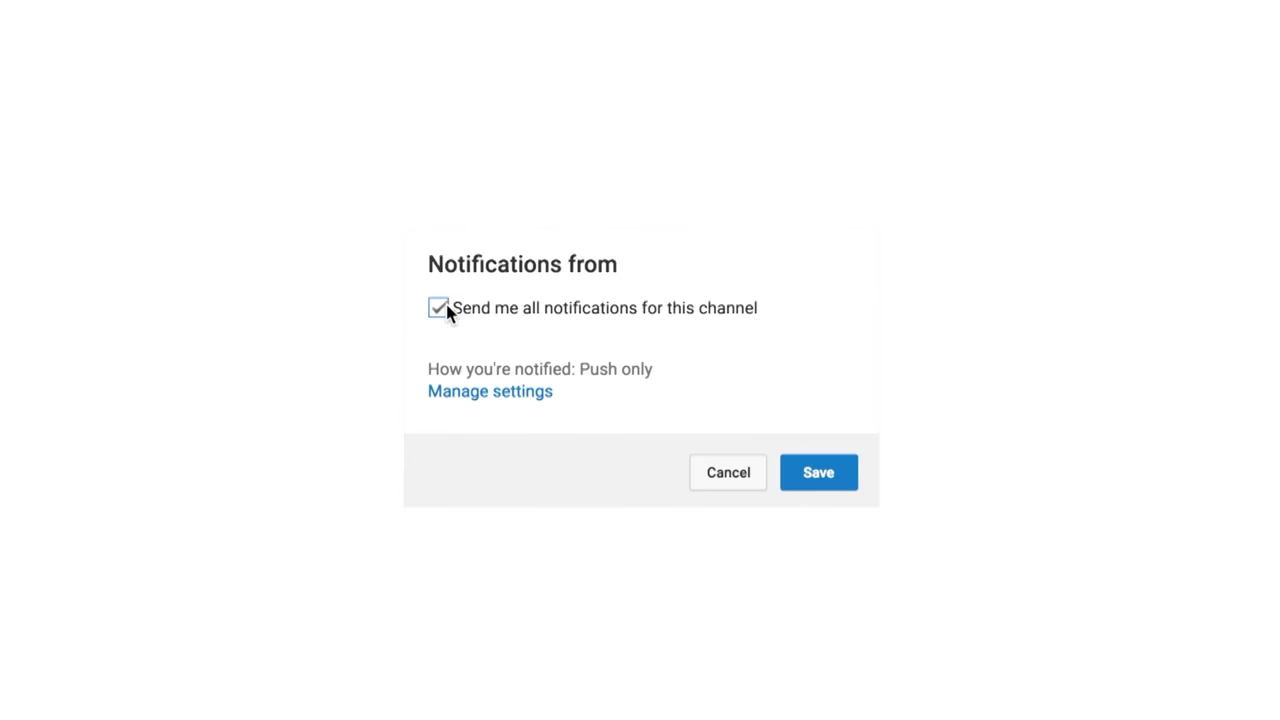 Notifications from
Send me all notifications for this channel
How you're notified: Push only
Manage settings
Cancel
Save